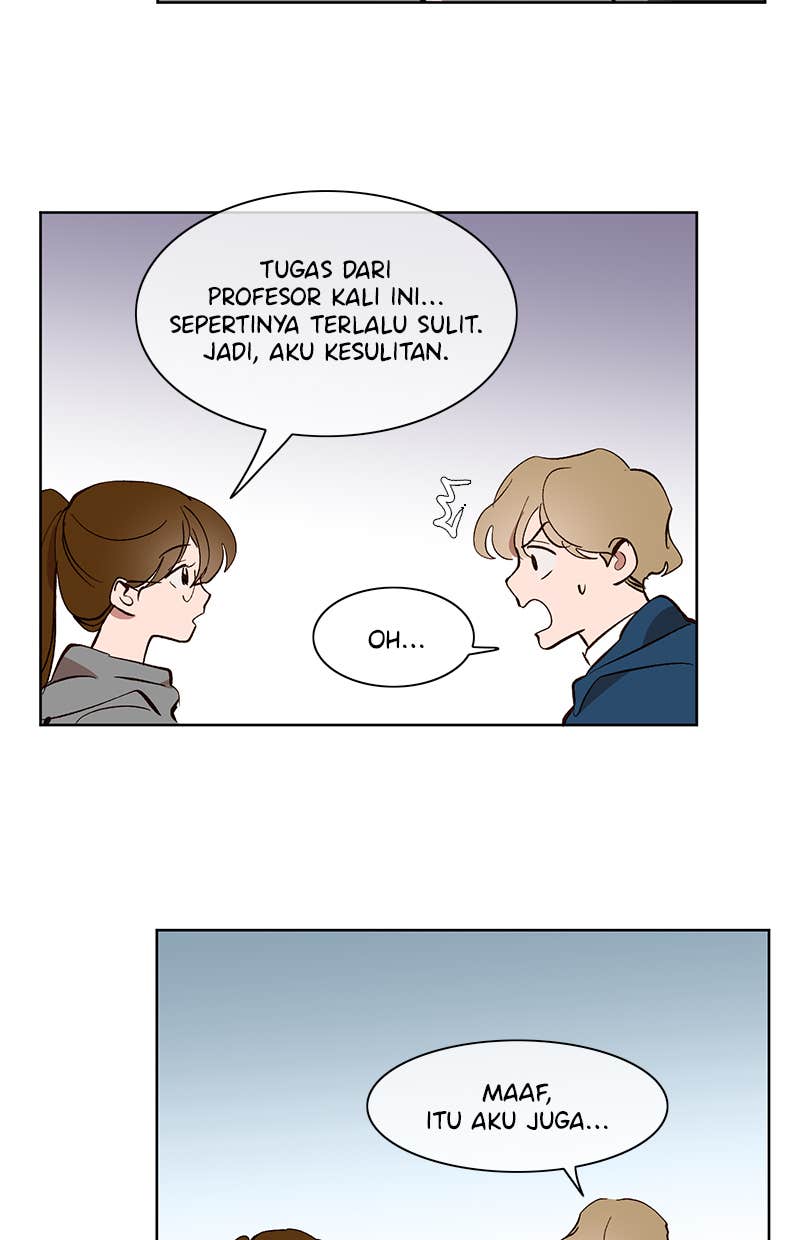 TUGAS DARI
PROFESOR KALI INI...
SEPERTINYA TERLALU SULIT.
JADI, AKU KESULITAN.
OH...
MAAF,
ITU AKU JUGA...